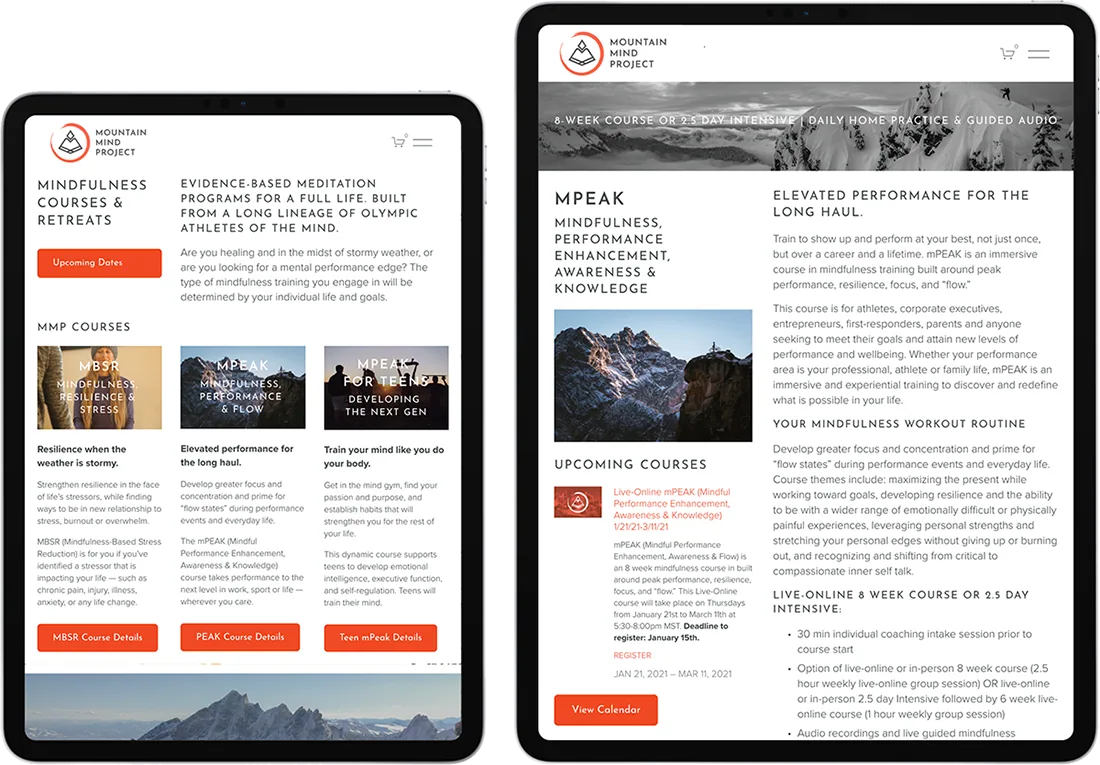 MOUNTAIN
MIND
PROJECT
0
MINDFULNESS
COURSES &
RETREATS
Upcoming Dates
EVIDENCE-BASED MEDITATION
PROGRAMS FOR A FULL LIFE. BUILT
FROM A LONG LINEAGE OF OLYMPIC
ATHLETES OF THE MIND.
Are you healing and in the midst of stormy weather, or
are you looking for a mental performance edge? The
type of mindfulness training you engage in will be
determined by your individual life and goals.
MMP COURSES
MBSR
MINDFULNESS,
RESILIENCE &
STRESS
Resilience when the
weather is stormy.
Strengthen resilience in the face
of life's stressors, while finding
ways to be in new relationship to
stress, burnout or overwhelm.
MBSR (Mindfulness-Based Stress
Reduction) is for you if you've
identified a stressor that is
impacting your life — such as
chronic pain, injury, illness,
anxiety, or any life change.
MBSR Course Details
MPEAK
MINDFULNESS,
PERFORMANCE
& FLOW
Elevated performance for
the long haul.
Develop greater focus and
concentration and prime for
“flow states” during performance
events and everyday life.
The mPEAK (Mindful
Performance Enhancement,
Awareness & Knowledge)
course takes performance to the
next level in work, sport or life —
wherever you care.
PEAK Course Details
MPEAK
FOR TEENS
DEVELOPING
THE NEXT GEN
Train your mind like you do
your body.
Get in the mind gym, find your
passion and purpose, and
establish habits that will
strengthen you for the rest of
your life.
This dynamic course supports
teens to develop emotional
intelligence, executive function,
and self-regulation. Teens will
train their mind.
Teen mPeak Details
MOUNTAIN
MIND
PROJECT
0
8-WEEK COURSE OR 2.5 DAY INTENSIVE | DAILY HOME PRACTICE & GUIDED AUDIO
MPEAK
MINDFULNESS,
PERFORMANCE
ENHANCEMENT,
AWARENESS &
KNOWLEDGE
UPCOMING COURSES
Live-Online mPEAK (Mindful
Performance Enhancement,
Awareness & Knowledge)
1/21/21-3/11/21
mPEAK (Mindful Performance
Enhancement, Awareness & Flow) is
an 8 week mindfulness course in built
around peak performance, resilience,
focus, and “flow.” This Live-Online
course will take place on Thursdays
from January 21st to March 11th at
5:30-8:00pm MST. Deadline to
register: January 15th.
REGISTER
JAN 21, 2021 – MAR 11, 2021
View Calendar
ELEVATED PERFORMANCE FOR THE
LONG HAUL.
Train to show up and perform at your best, not just once,
but over a career and a lifetime. mPEAK is an immersive
course in mindfulness training built around peak
performance, resilience, focus, and “flow.”
This course is for athletes, corporate executives,
entrepreneurs, first-responders, parents and anyone
seeking to meet their goals and attain new levels of
performance and wellbeing. Whether your performance
area is your professional, athlete or family life, mPEAK is an
immersive and experiential training to discover and redefine
what is possible in your life.
YOUR MINDFULNESS WORKOUT ROUTINE
Develop greater focus and concentration and prime for
“flow states” during performance events and everyday life.
Course themes include: maximizing the present while
working toward goals, developing resilience and the ability
to be with a wider range of emotionally difficult or physically
painful experiences, leveraging personal strengths and
stretching your personal edges without giving up or burning
out, and recognizing and shifting from critical to
compassionate inner self talk.
LIVE-ONLINE 8 WEEK COURSE OR 2.5 DAY
INTENSIVE:
• 30 min individual coaching intake session prior to
course start
• Option of live-online or in-person 8 week course (2.5
hour weekly live-online group session) OR live-online
or in-person 2.5 day Intensive followed by 6 week live-
online course (1 hour weekly group session)
• Audio recordings and live guided mindfulness